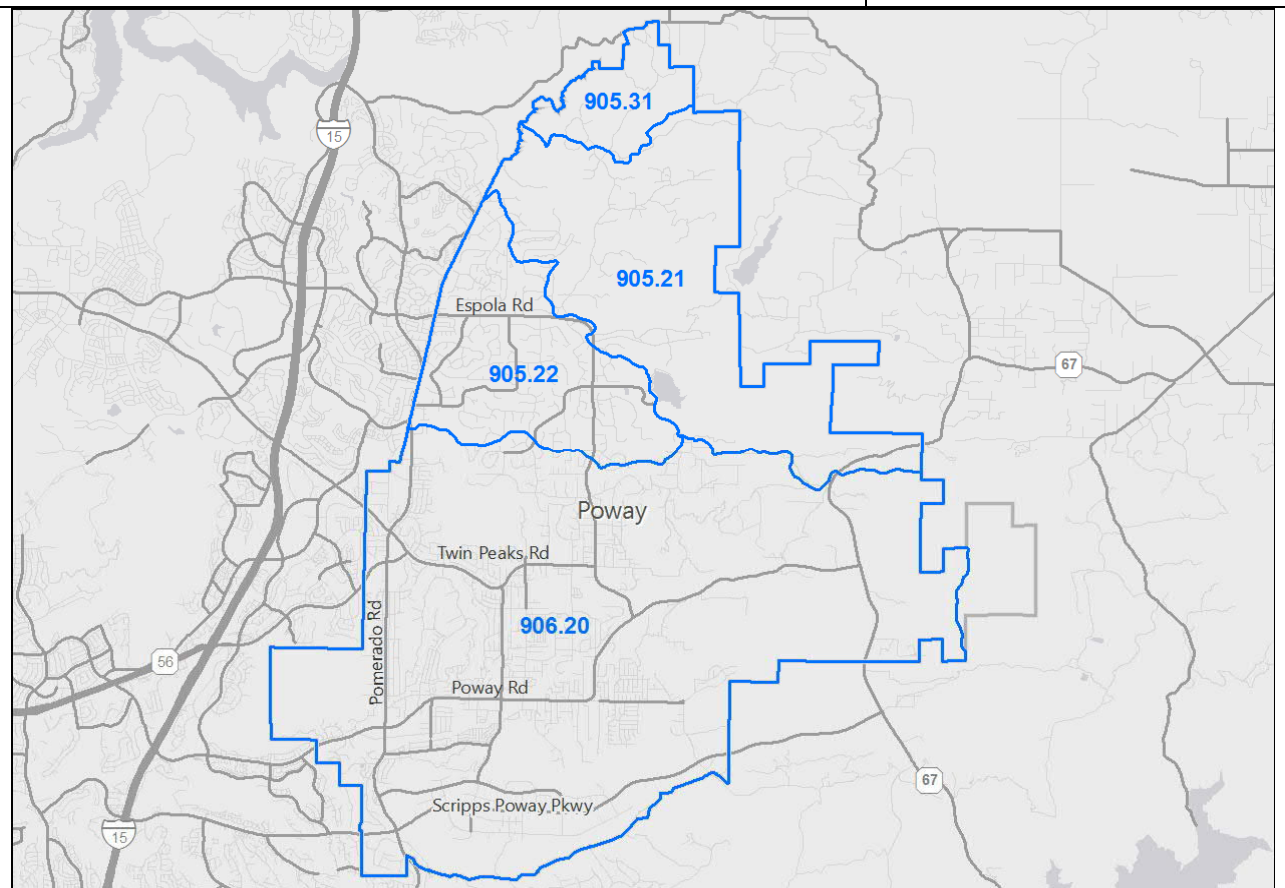 905.31
15
905.21
Espola Rd
67
905.22
Poway
Twin Peaks Rd
Pomerado Rd
906.20
56
Poway Rd
67
Scripps Poway Pkwy
15